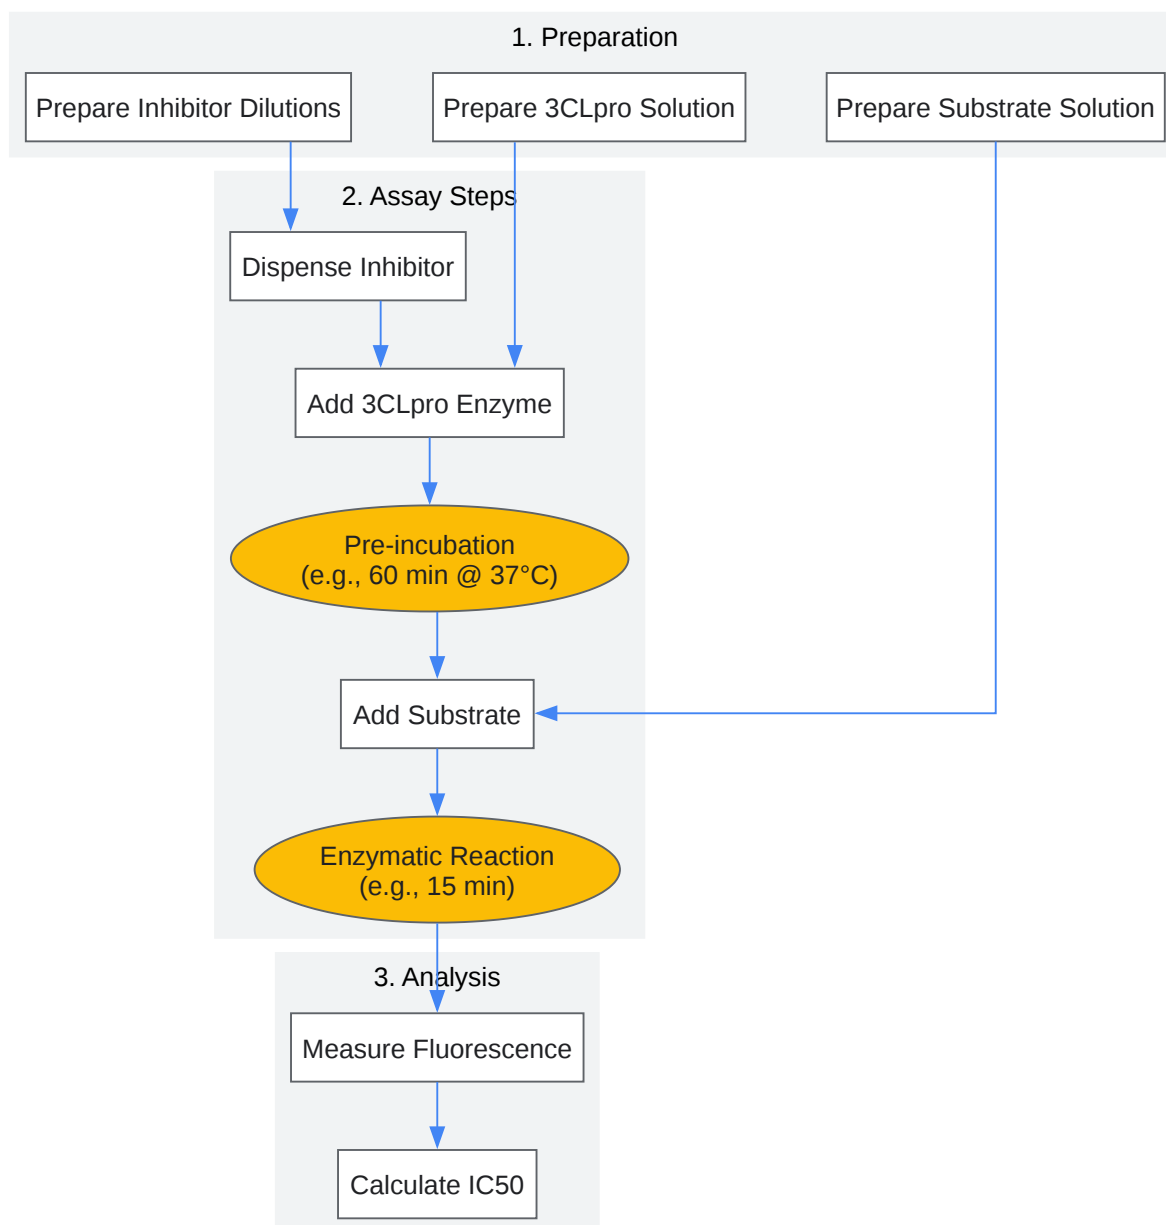 1. Preparation
Prepare Inhibitor Dilutions
Prepare 3CLpro Solution
Prepare Substrate Solution
2. Assay Steps
Dispense Inhibitor
Add 3CLpro Enzyme
Pre-incubation
(e.g., 60 min @ 37°C)
Add Substrate
Enzymatic Reaction
(e.g., 15 min)
3. Analysis
Measure Fluorescence
Calculate IC50